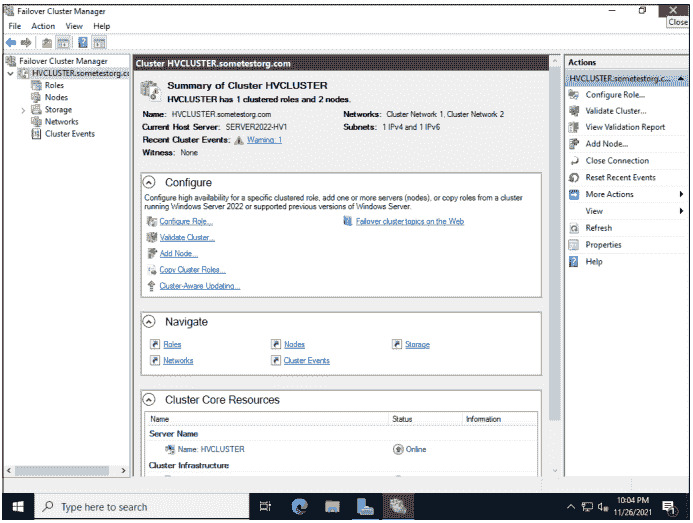 Failover Cluster Manager
Close
File Action View Help
Failover Cluster Manager
HVCLUSTER.sometestorg.cc
Roles
Nodes
Storage
Networks
Cluster Events
Cluster HVCLUSTER.sometestorg.com
Summary of Cluster HVCLUSTER
HVCLUSTER has 1 clustered roles and 2 nodes.
Name: HVCLUSTER.sometestorg.com
Networks: Cluster Network 1, Cluster Network 2
Current Host Server: SERVER2022-HV1
Subnets: 1 IPv4 and 1 IPv6
Recent Cluster Events: Warning: 1
Witness: None
Configure
Configure high availability for a specific clustered role, add one or more servers (nodes), or copy roles from a cluster
running Windows Server 2022 or supported previous versions of Windows Server.
Configure Role...
Failover cluster topics on the Web
Validate Cluster...
Add Node...
Copy Cluster Roles...
Cluster-Aware Updating...
Navigate
Roles
Nodes
Storage
Networks
Cluster Events
Cluster Core Resources
Name Status Information
Server Name
Name: HVCLUSTER Online
Cluster Infrastructure
Actions
HVCLUSTER.sometestorg.c...
Configure Role...
Validate Cluster...
View Validation Report
Add Node...
Close Connection
Reset Recent Events
More Actions
View
Refresh
Properties
Help
Type here to search
10:04 PM
11/26/2021
1